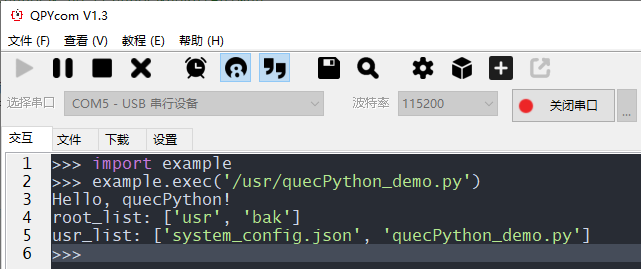 QPYcom V1.3
文件 (F) 查看 (V) 教程 (E) 帮助 (H)
选择串口 COM5 - USB 串行设备 波特率 115200 关闭串口 ...
交互 文件 下载 设置
1 >>> import example
2 >>> example.exec('/usr/quecPython_demo.py')
3 Hello, quecPython!
4 root_list: ['usr', 'bak']
5 usr_list: ['system_config.json', 'quecPython_demo.py']
6 >>>